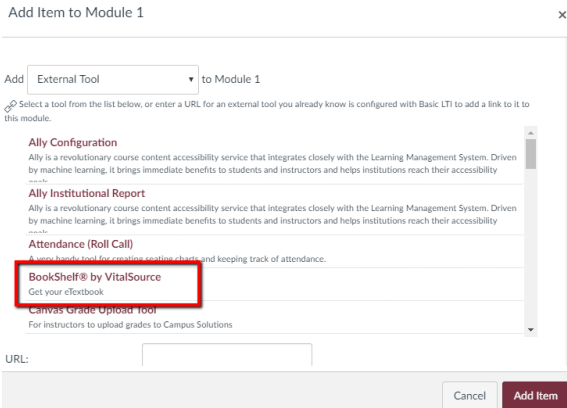 Add Item to Module 1
×
Add External Tool to Module 1
Select a tool from the list below, or enter a URL for an external tool you already know is configured with Basic LTI to add a link to it to
this module.
Ally Configuration
Ally is a revolutionary course content accessibility service that integrates closely with the Learning Management System. Driven
by machine learning, it brings immediate benefits to students and instructors and helps institutions reach their accessibility
Ally Institutional Report
Ally is a revolutionary course content accessibility service that integrates closely with the Learning Management System. Driven
by machine learning, it brings immediate benefits to students and instructors and helps institutions reach their accessibility
Attendance (Roll Call)
A very handy tool for creating seating charts and keeping track of attendance.
BookShelf® by VitalSource
Get your eTextbook
Canvas Grade Upload Tool
For instructors to upload grades to Campus Solutions
URL:
Cancel Add Item